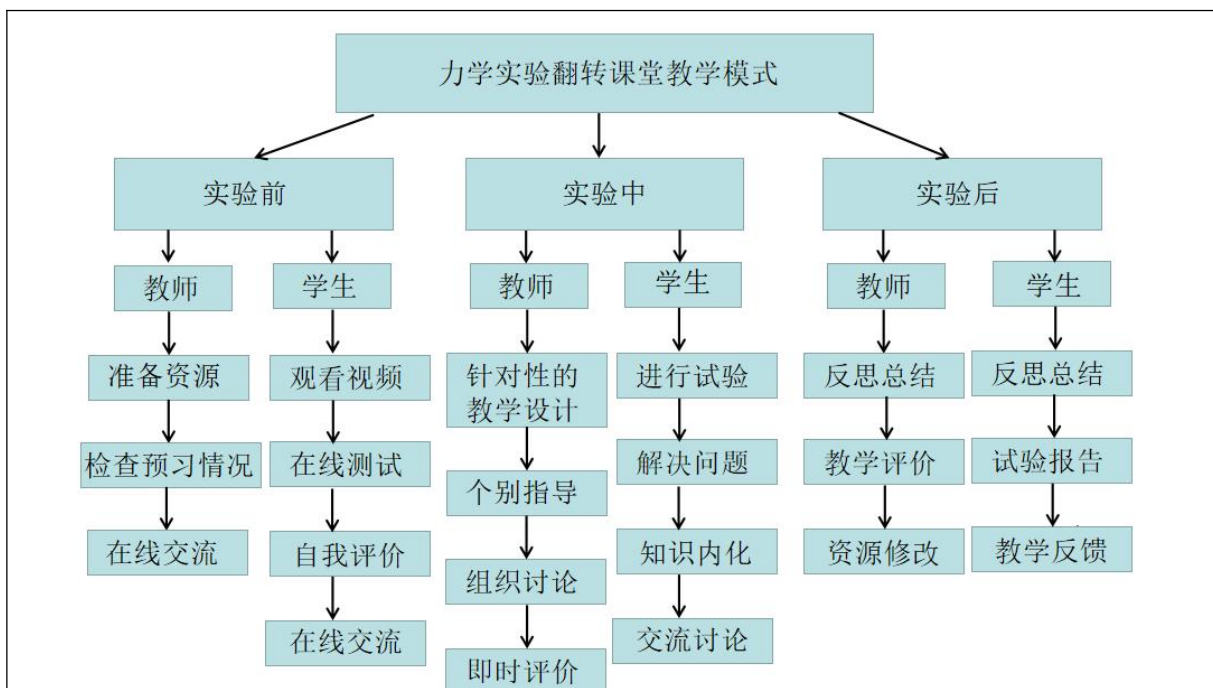 力学实验翻转课堂教学模式
实验前
实验中
实验后
教师
学生
教师
学生
教师
学生
准备资源
观看视频
针对性的
教学设计
进行试验
反思总结
反思总结
检查预习情况
在线测试
个别指导
解决问题
教学评价
试验报告
在线交流
自我评价
组织讨论
知识内化
资源修改
教学反馈
在线交流
即时评价
交流讨论